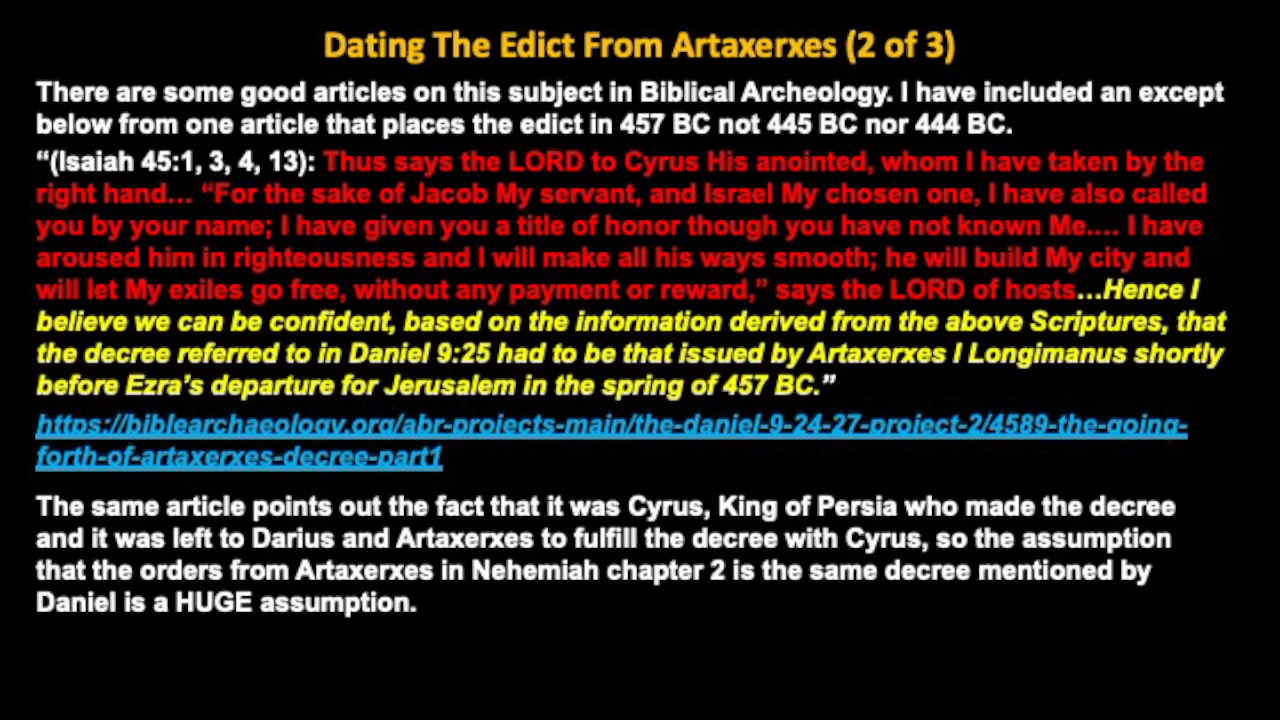 Dating The Edict From Artaxerxes (2 of 3)
There are some good articles on this subject in Biblical Archeology. I have included an except
below from one article that places the edict in 457 BC not 445 BC nor 444 BC.
“(Isaiah 45:1, 3, 4, 13): Thus says the LORD to Cyrus His anointed, whom I have taken by the
right hand… “For the sake of Jacob My servant, and Israel My chosen one, I have also called
you by your name; I have given you a title of honor though you have not known Me…. I have
aroused him in righteousness and I will make all his ways smooth; he will build My city and
will let My exiles go free, without any payment or reward,” says the LORD of hosts…Hence I
believe we can be confident, based on the information derived from the above Scriptures, that
the decree referred to in Daniel 9:25 had to be that issued by Artaxerxes I Longimanus shortly
before Ezra’s departure for Jerusalem in the spring of 457 BC.”
https://biblearchaeology.org/abr-projects-main/the-daniel-9-24-27-project-2/4589-the-going-
forth-of-artaxerxes-decree-part1
The same article points out the fact that it was Cyrus, King of Persia who made the decree
and it was left to Darius and Artaxerxes to fulfill the decree with Cyrus, so the assumption
that the orders from Artaxerxes in Nehemiah chapter 2 is the same decree mentioned by
Daniel is a HUGE assumption.